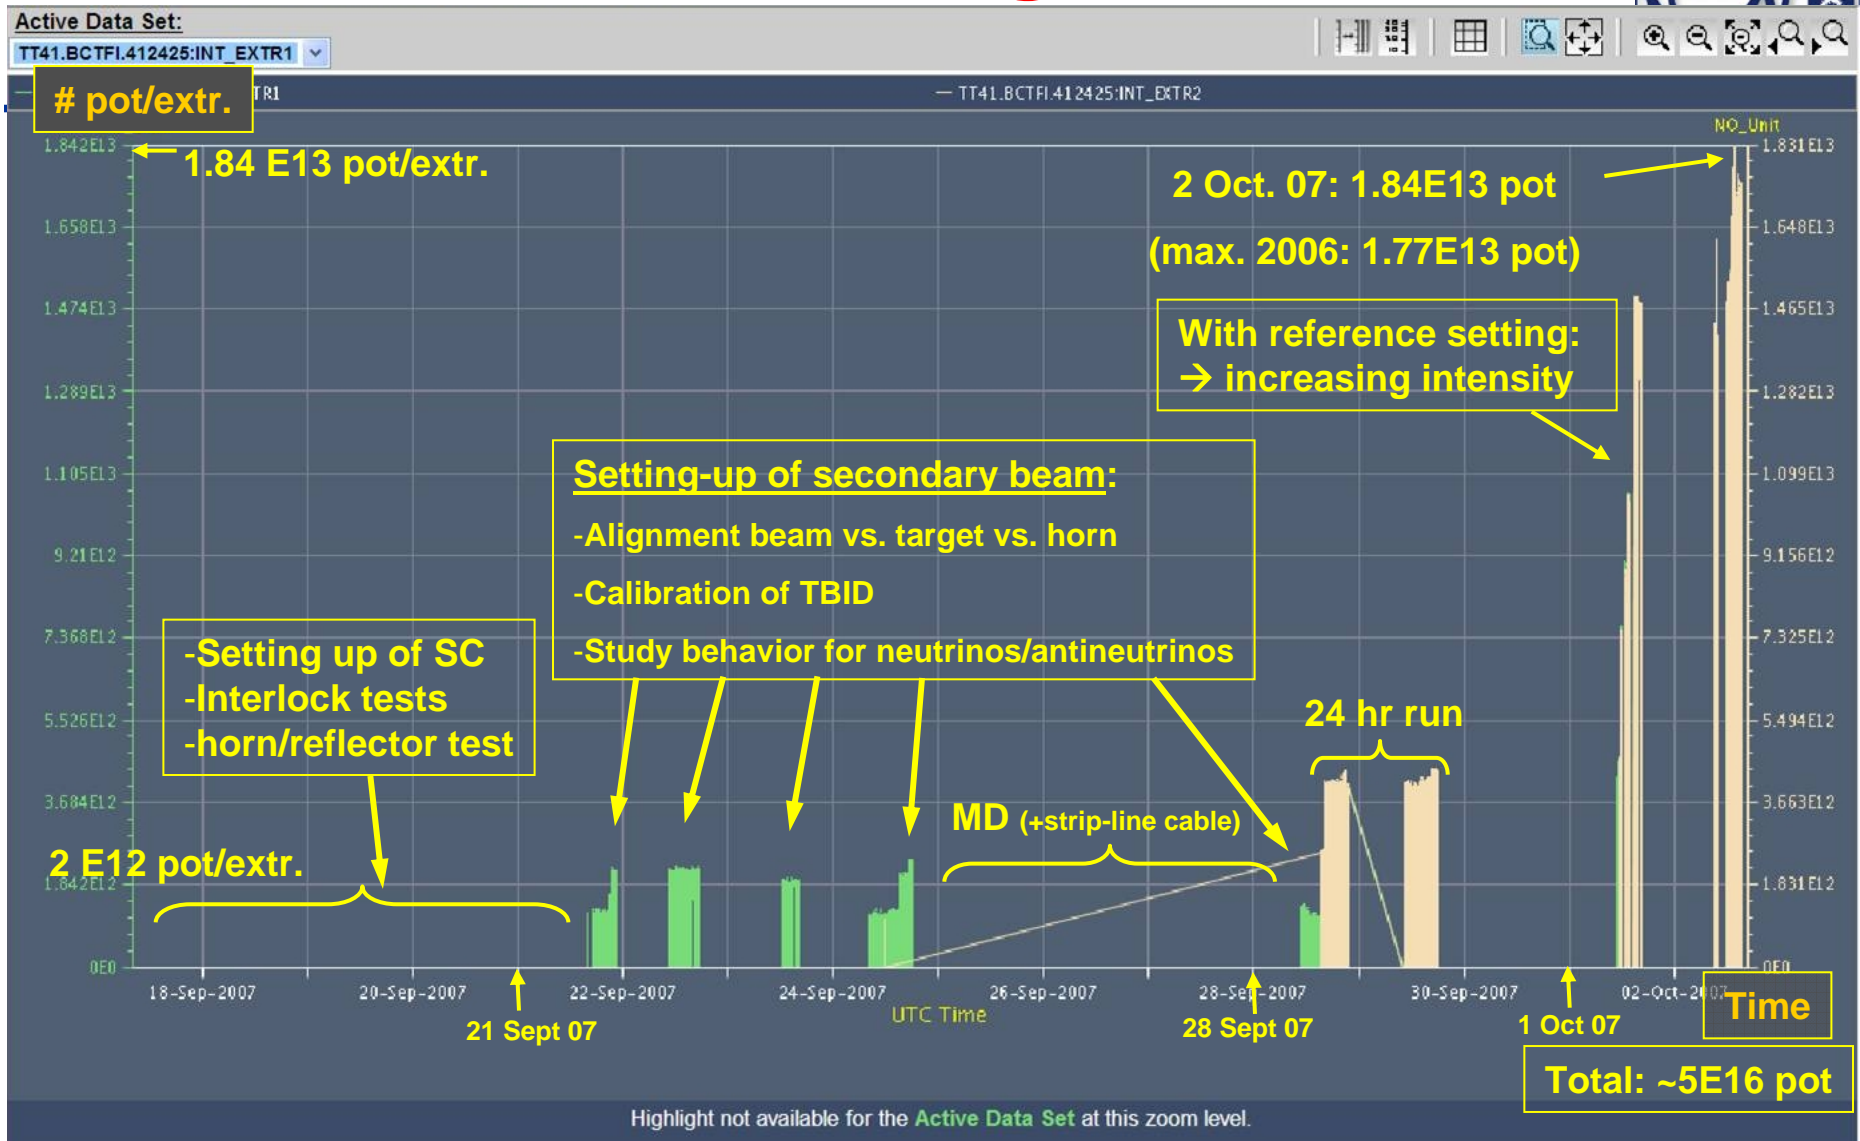 Active Data Set:
TT41.BCTFI.412425:INT_EXTR1
# pot/extr.
TR1
TT41.BCTFI.412425:INT_EXTR2
NO_Unit
1.842E13
1.84 E13 pot/extr.
1.831E13
2 Oct. 07: 1.84E13 pot
1.658E13
1.648E13
(max. 2006: 1.77E13 pot)
1.474E13
1.465E13
With reference setting:
→ increasing intensity
1.289E13
1.282E13
Setting-up of secondary beam:
1.105E13
1.099E13
-Alignment beam vs. target vs. horn
9.21E12
9.156E12
-Calibration of TBID
7.368E12
7.325E12
-Study behavior for neutrinos/antineutrinos
-Setting up of SC
-Interlock tests
-horn/reflector test
5.526E12
5.494E12
24 hr run
3.684E12
3.663E12
MD (+strip-line cable)
2 E12 pot/extr.
1.842E12
1.831E12
0E0
0E0
18-Sep-2007
20-Sep-2007
22-Sep-2007
24-Sep-2007
26-Sep-2007
28-Sep-2007
30-Sep-2007
02-Oct-2007
Time
UTC Time
21 Sept 07
28 Sept 07
1 Oct 07
Total: ~5E16 pot
Highlight not available for the Active Data Set at this zoom level.